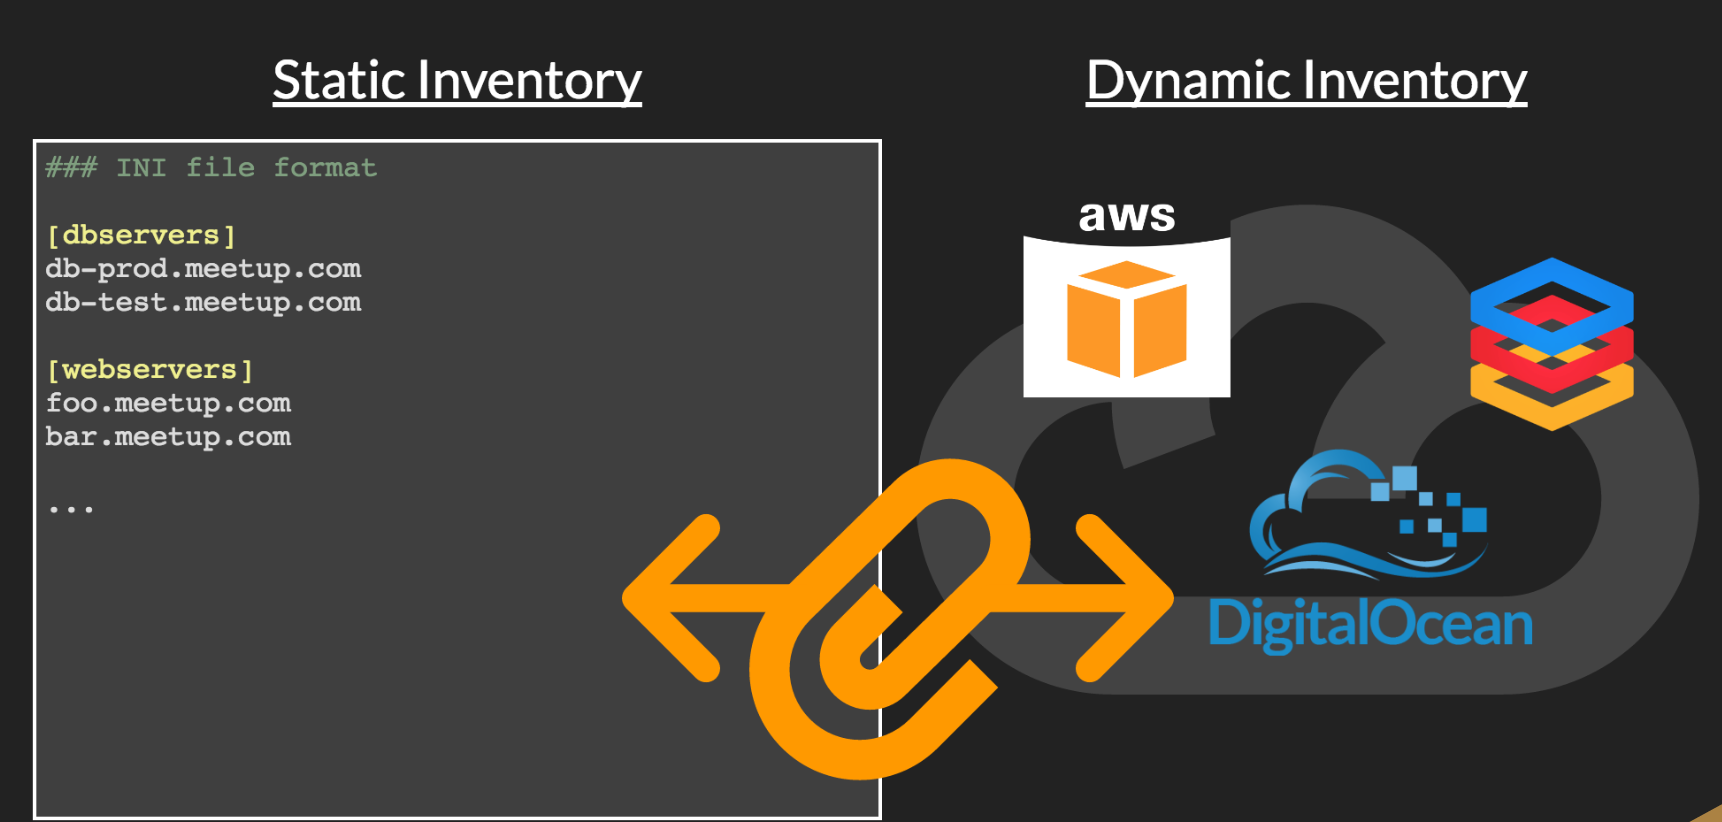 Static Inventory
### INI file format
[dbservers]
db-prod.meetup.com
db-test.meetup.com
[webservers]
foo.meetup.com
bar.meetup.com
...
Dynamic Inventory
aws
DigitalOcean